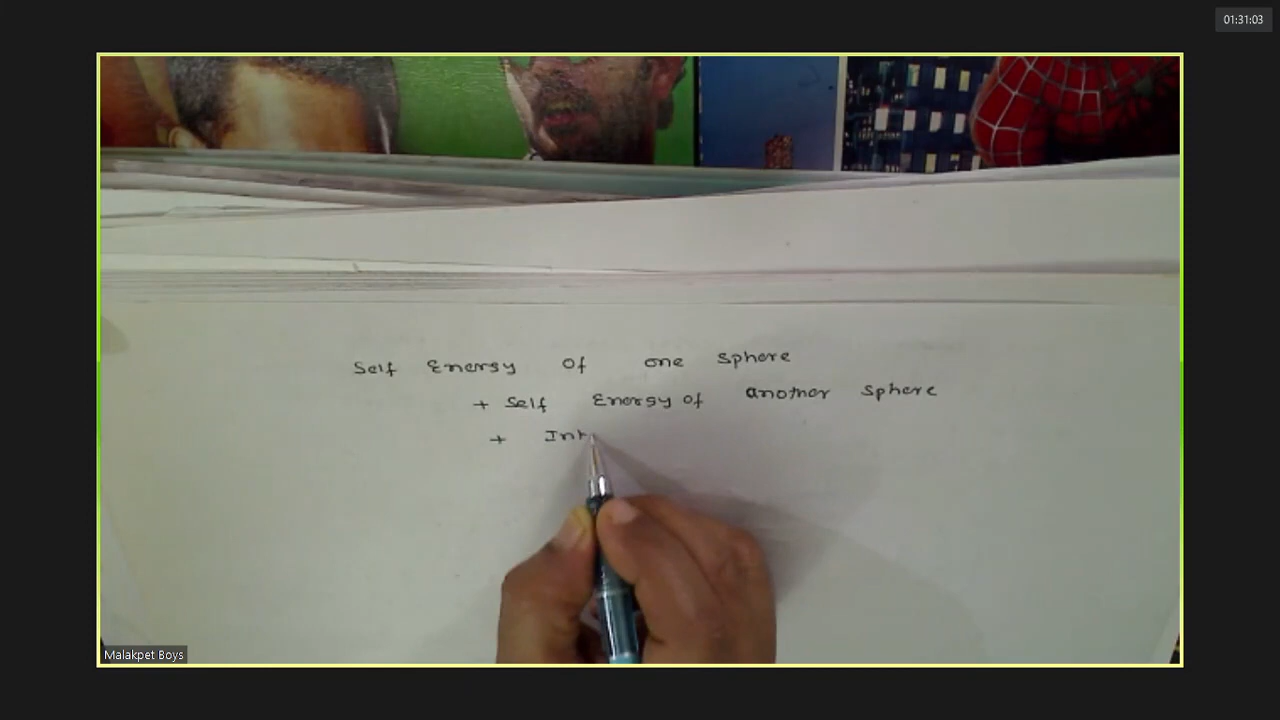 01:31:03
Self Energy of one sphere
+ Self Energy of another sphere
+ Int
Malakpet Boys